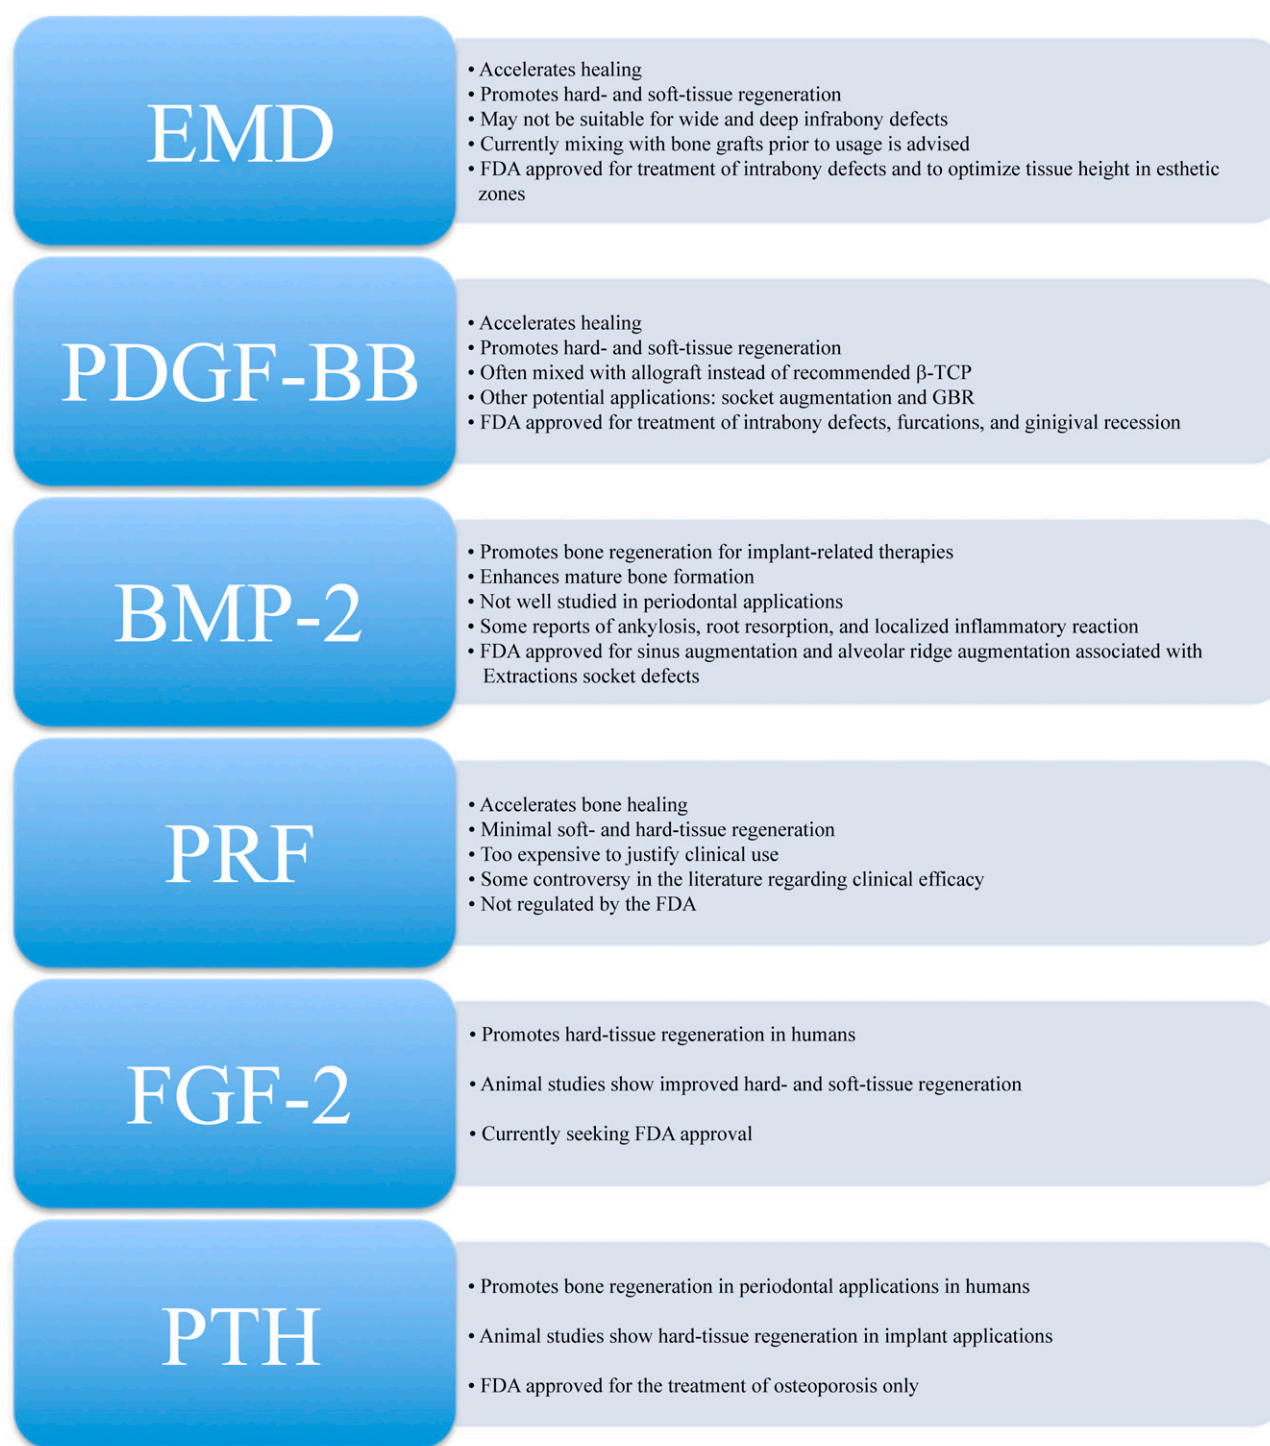 EMD
• Accelerates healing
• Promotes hard- and soft-tissue regeneration
• May not be suitable for wide and deep infrabony defects
• Currently mixing with bone grafts prior to usage is advised
• FDA approved for treatment of intrabony defects and to optimize tissue height in esthetic
zones
PDGF-BB
• Accelerates healing
• Promotes hard- and soft-tissue regeneration
• Often mixed with allograft instead of recommended β-TCP
• Other potential applications: socket augmentation and GBR
• FDA approved for treatment of intrabony defects, furcations, and ginigival recession
BMP-2
• Promotes bone regeneration for implant-related therapies
• Enhances mature bone formation
• Not well studied in periodontal applications
• Some reports of ankylosis, root resorption, and localized inflammatory reaction
• FDA approved for sinus augmentation and alveolar ridge augmentation associated with
Extractions socket defects
PRF
• Accelerates bone healing
• Minimal soft- and hard-tissue regeneration
• Too expensive to justify clinical use
• Some controversy in the literature regarding clinical efficacy
• Not regulated by the FDA
FGF-2
• Promotes hard-tissue regeneration in humans
• Animal studies show improved hard- and soft-tissue regeneration
• Currently seeking FDA approval
PTH
• Promotes bone regeneration in periodontal applications in humans
• Animal studies show hard-tissue regeneration in implant applications
• FDA approved for the treatment of osteoporosis only